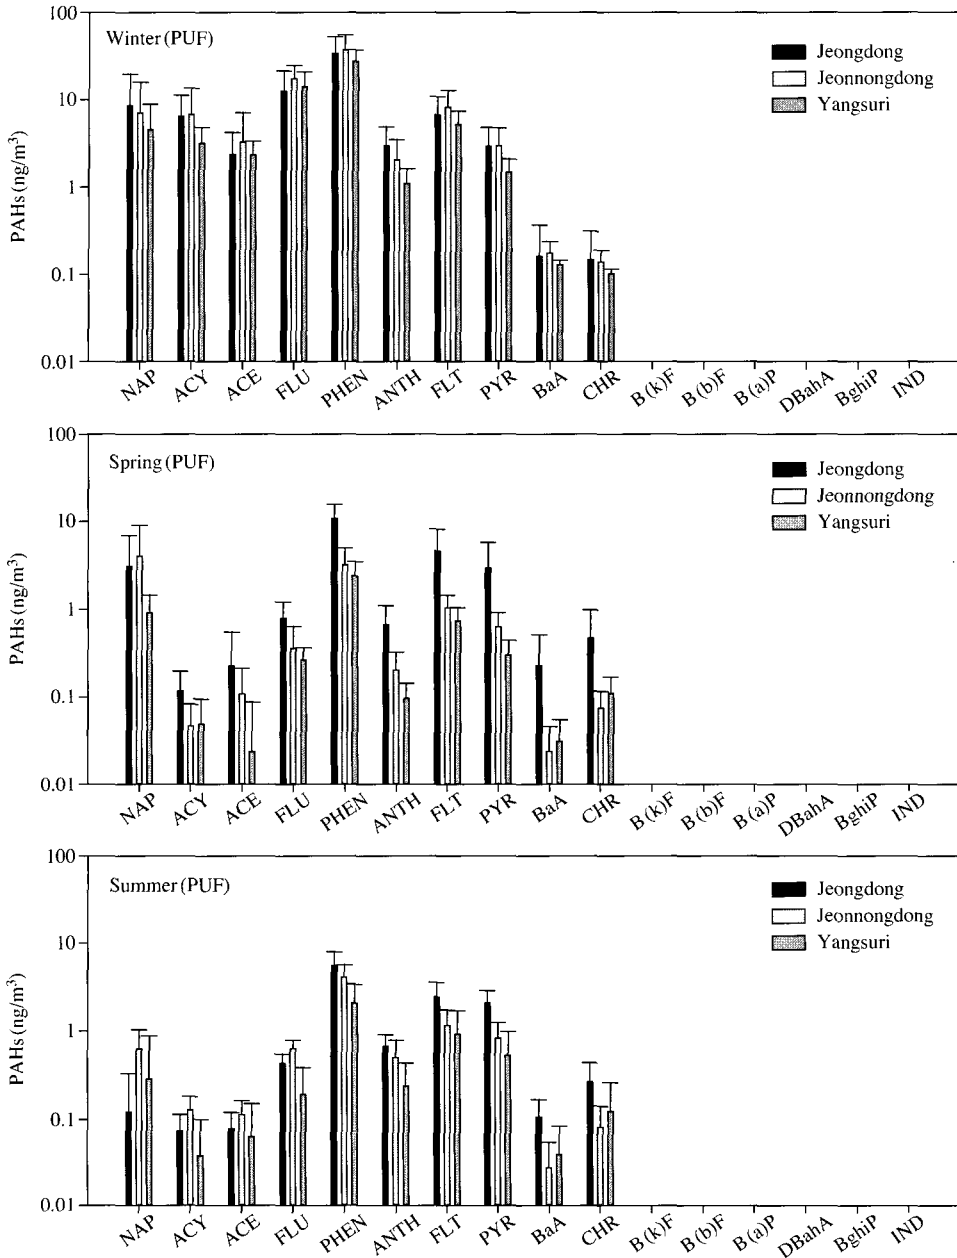 100
Winter (PUF)
Jeongdong
Jeonnongdong
Yangsuri
10
1
0.1
0.01
PAHs (ng/m³)
NAP ACY ACE FLU PHEN ANTH FLT PYR BaA CHR B(k)F B(b)F B(a)P DBahA BghiP IND
100
Spring (PUF)
Jeongdong
Jeonnongdong
Yangsuri
10
1
0.1
0.01
PAHs (ng/m³)
NAP ACY ACE FLU PHEN ANTH FLT PYR BaA CHR B(k)F B(b)F B(a)P DBahA BghiP IND
100
Summer (PUF)
Jeongdong
Jeonnongdong
Yangsuri
10
1
0.1
0.01
PAHs (ng/m³)
NAP ACY ACE FLU PHEN ANTH FLT PYR BaA CHR B(k)F B(b)F B(a)P DBahA BghiP IND